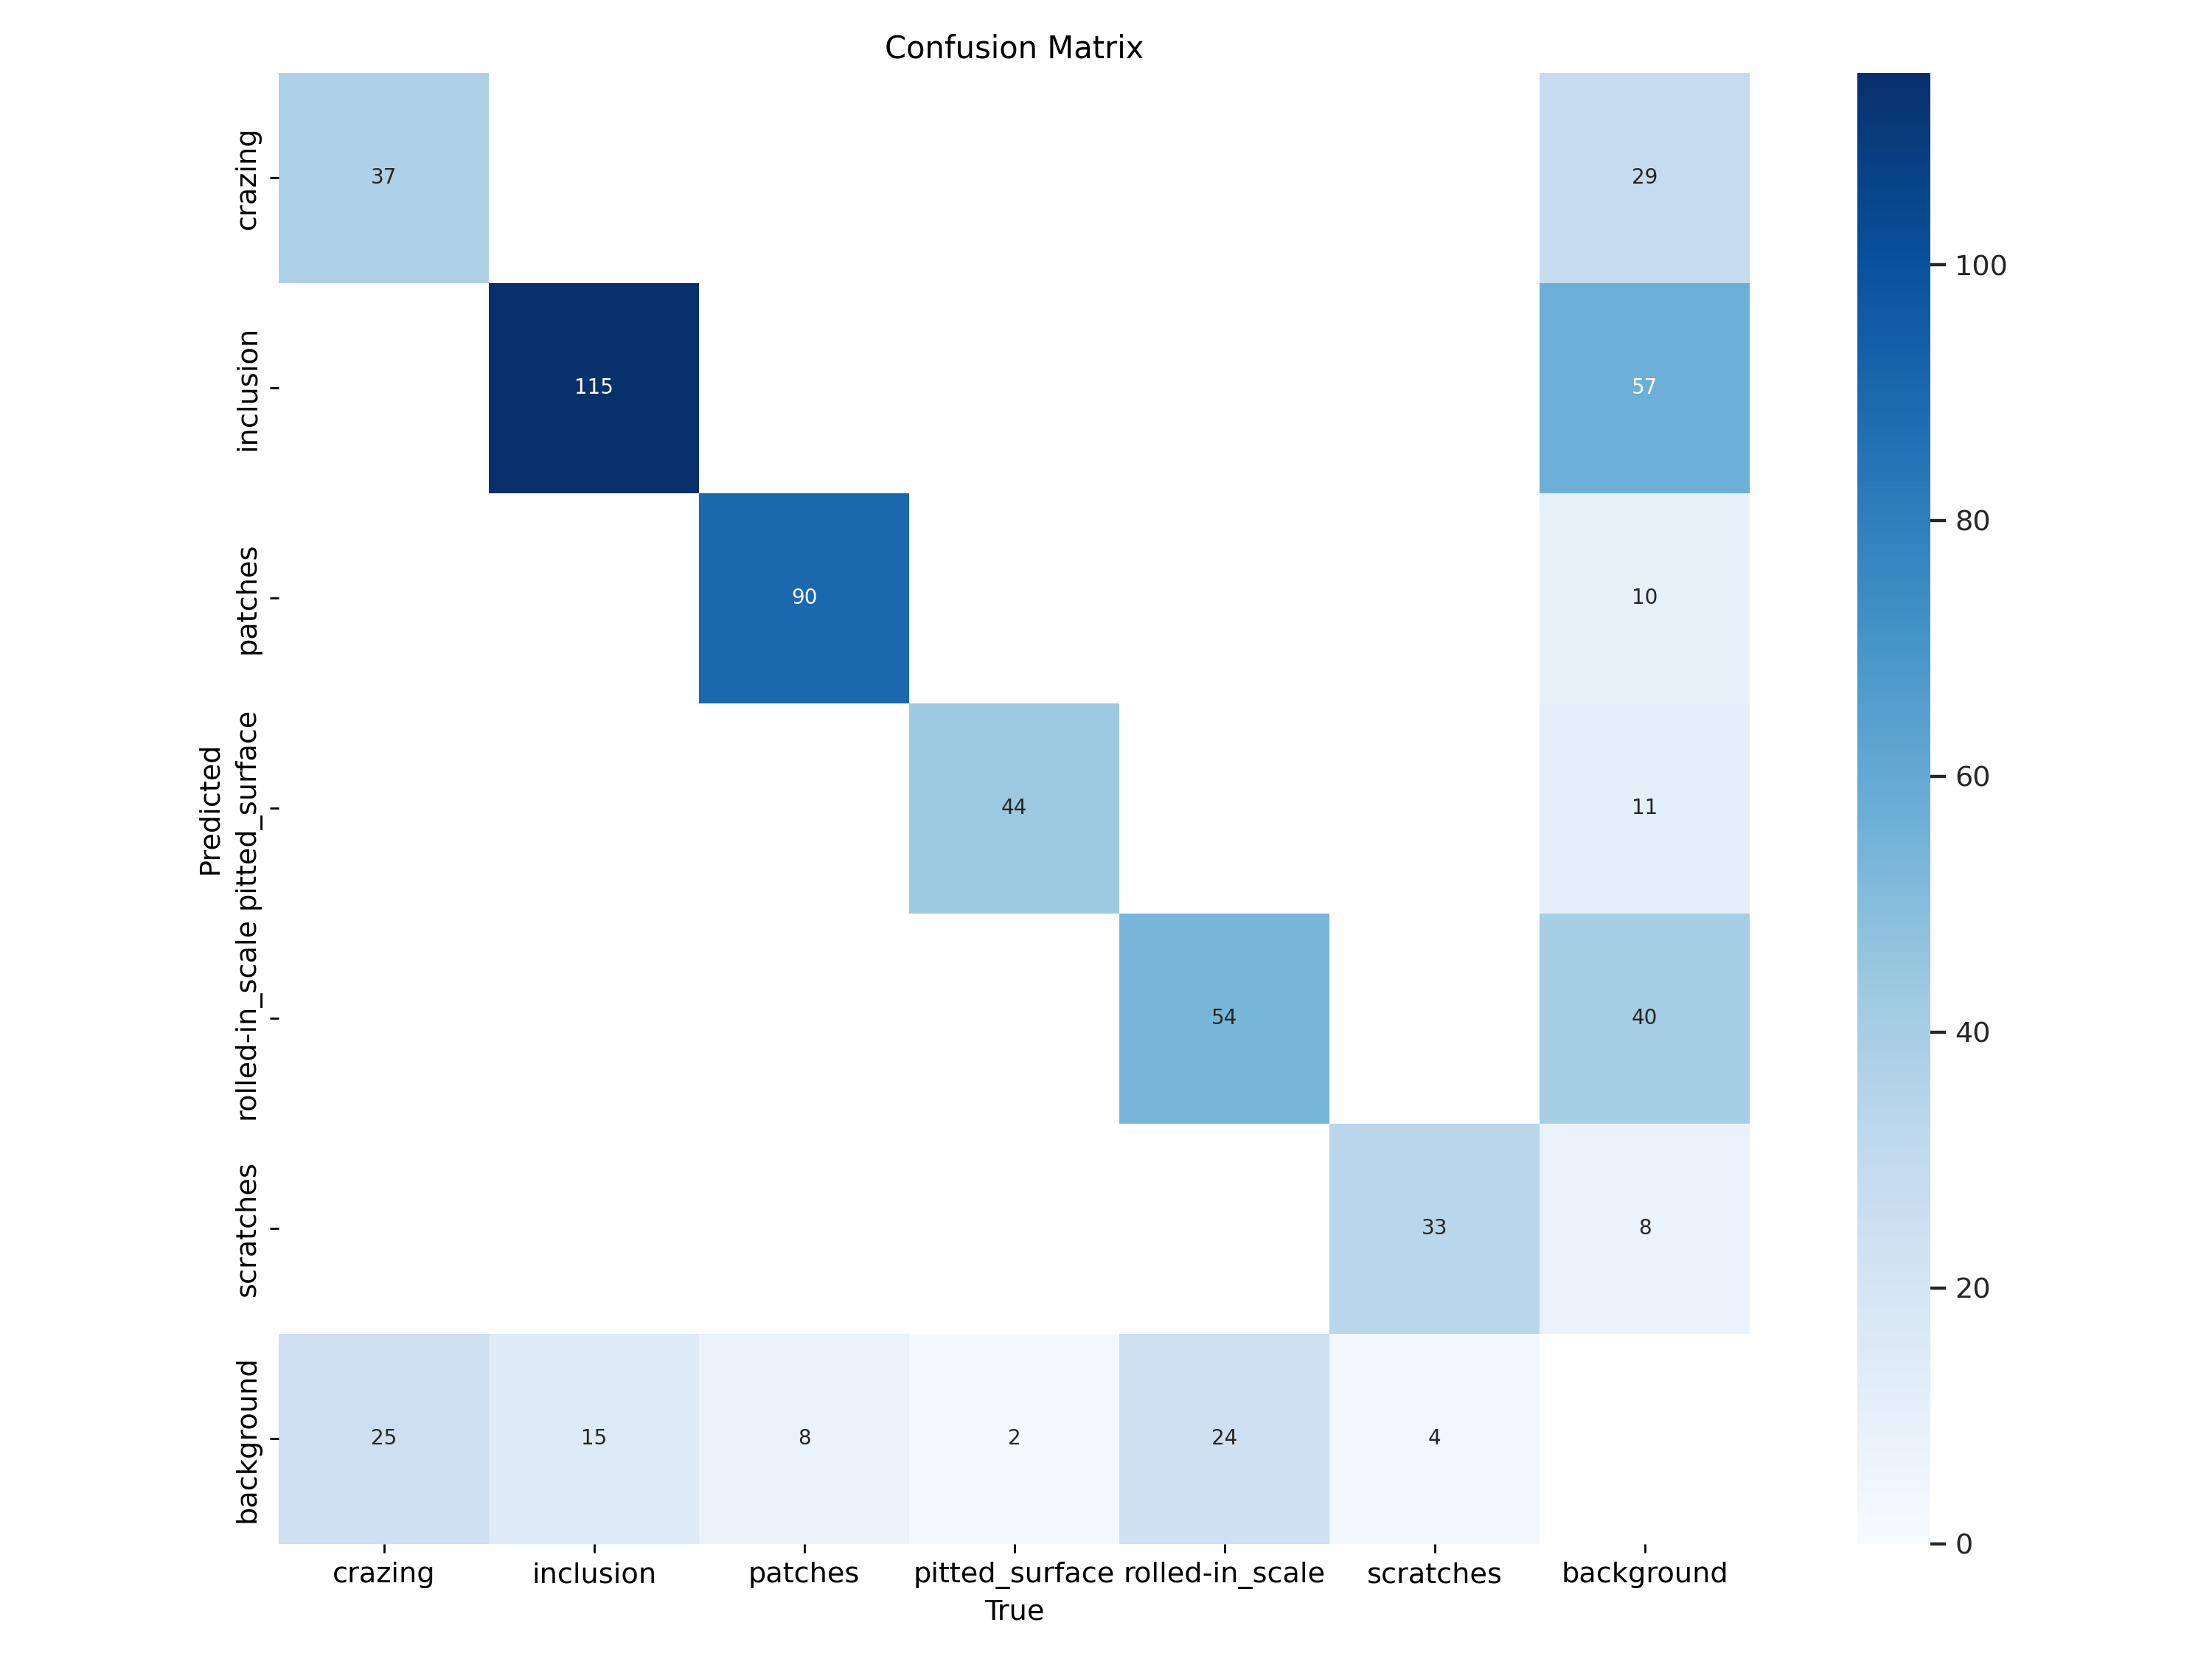 Confusion Matrix
crazing
37
29
inclusion
115
57
100
patches
90
10
80
pitted_surface
44
11
60
Predicted
rolled-in_scale
54
40
40
scratches
33
8
20
background
25
15
8
2
24
4
0
crazing
inclusion
patches
pitted_surface
rolled-in_scale
scratches
background
True